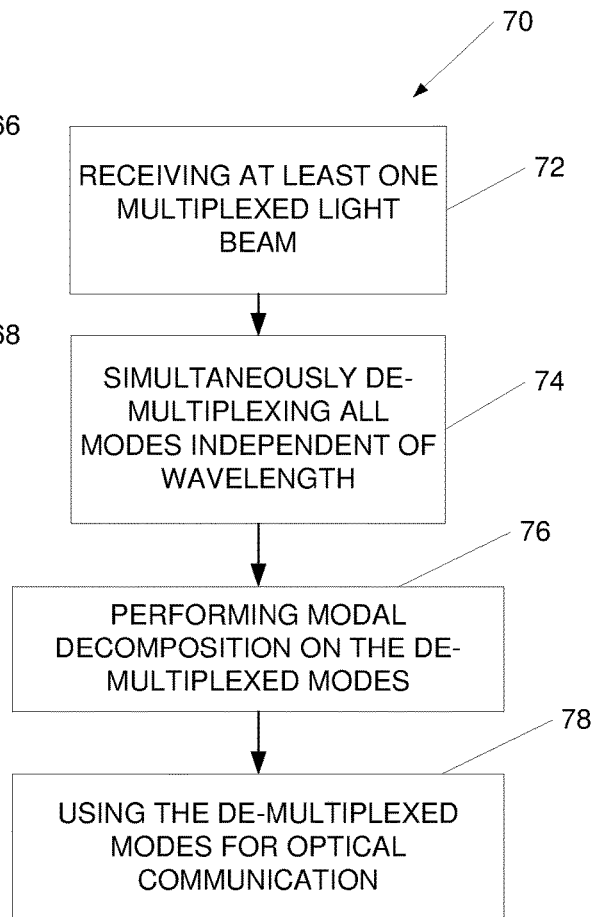 70
66
RECEIVING AT LEAST ONE
MULTIPLEXED LIGHT
BEAM
72
68
SIMULTANEOUSLY DE-
MULTIPLEXING ALL
MODES INDEPENDENT OF
WAVELENGTH
74
76
PERFORMING MODAL
DECOMPOSITION ON THE DE-
MULTIPLEXED MODES
78
USING THE DE-MULTIPLEXED
MODES FOR OPTICAL
COMMUNICATION